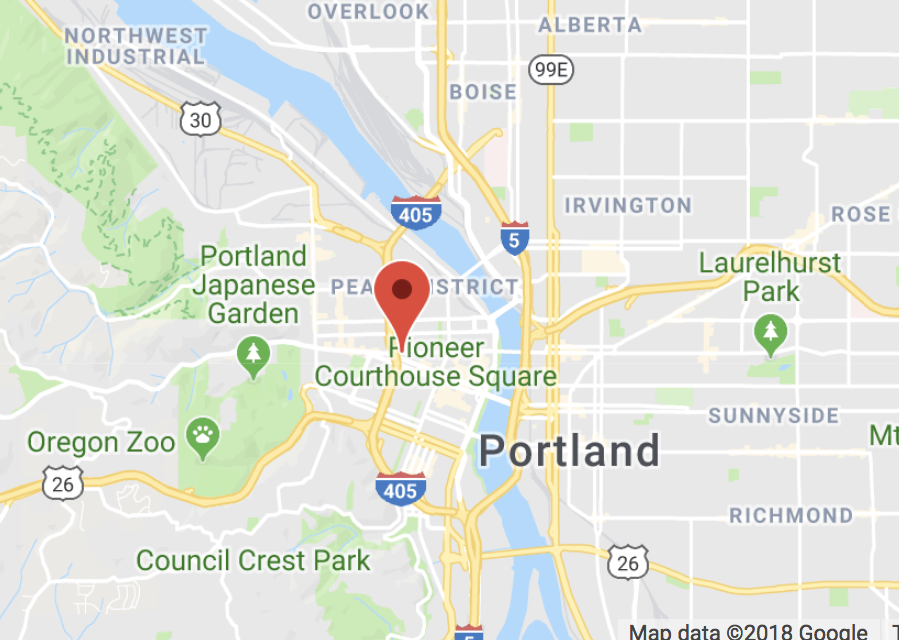 OVERLOOK
ALBERTA
NORTHWEST
INDUSTRIAL
99E
BOISE
30
405
IRVINGTON
ROSE
5
Portland
Japanese
Garden
Laurelhurst
Park
PEA DISTRICT
Pioneer
Courthouse Square
SUNNYSIDE
Oregon Zoo
Mt
Portland
26
405
RICHMOND
Council Crest Park
26
5
Map data ©2018 Google